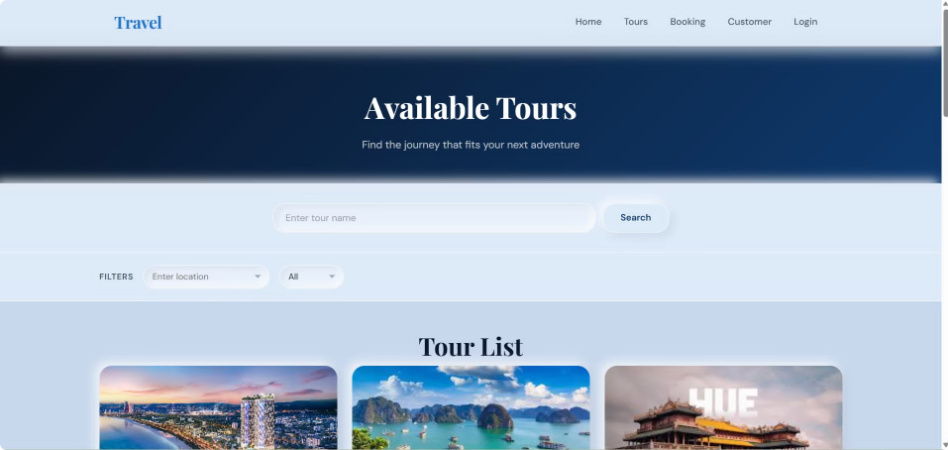 Travel
Home Tours Booking Customer Login
Available Tours
Find the journey that fits your next adventure
Enter tour name Search
FILTERS Enter location All
Tour List
HUE